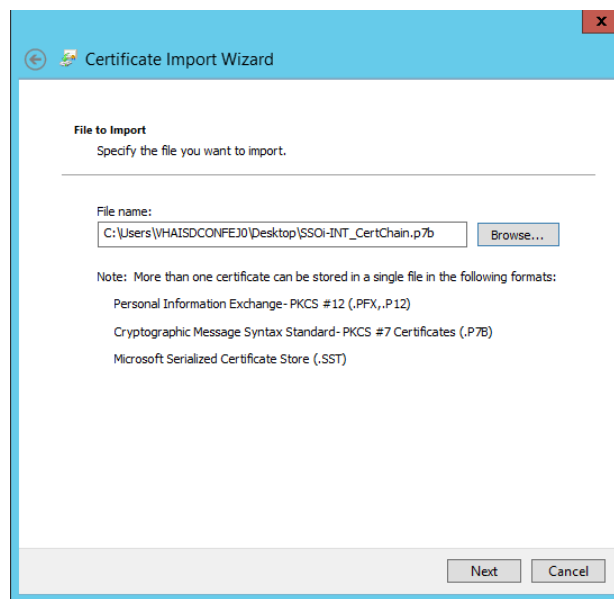 x
Certificate Import Wizard
File to Import
Specify the file you want to import.
File name:
C:\Users\VHAISDCONFEJ0\Desktop\SSOi-INT_CertChain.p7b
Browse...
Note: More than one certificate can be stored in a single file in the following formats:
Personal Information Exchange- PKCS #12 (.PFX,.P12)
Cryptographic Message Syntax Standard- PKCS #7 Certificates (.P7B)
Microsoft Serialized Certificate Store (.SST)
Next
Cancel